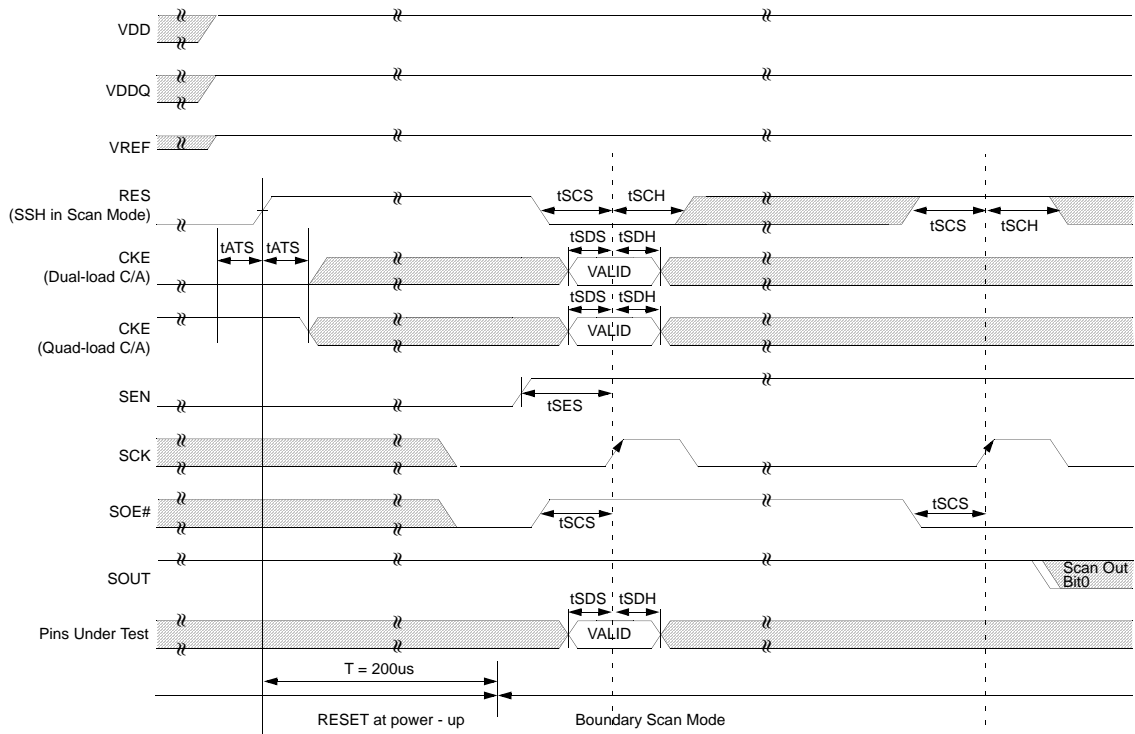 VDD
VDDQ
VREF
RES
(SSH in Scan Mode)
tSCS tSCH
tSCS tSCH
tATS tATS
CKE
(Dual-load C/A)
tSDS tSDH
VALID
CKE
(Quad-load C/A)
tSDS tSDH
VALID
SEN
tSES
SCK
SOE#
tSCS
tSCS
SOUT
Scan Out
Bit0
Pins Under Test
tSDS tSDH
VALID
T = 200us
RESET at power - up
Boundary Scan Mode